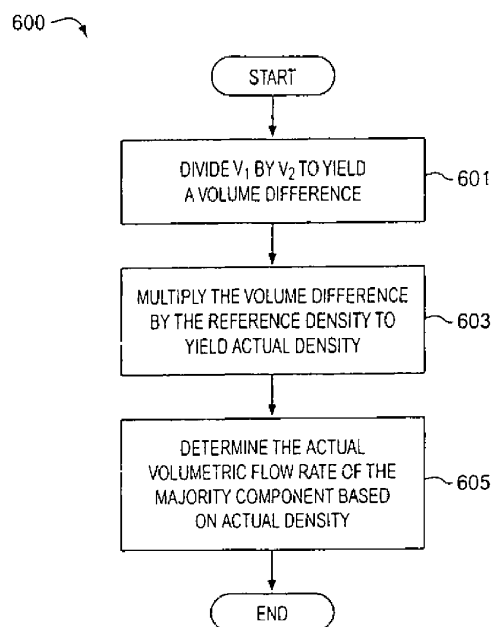 600
START
DIVIDE V₁ BY V₂ TO YIELD
A VOLUME DIFFERENCE
601
MULTIPLY THE VOLUME DIFFERENCE
BY THE REFERENCE DENSITY TO
YIELD ACTUAL DENSITY
603
DETERMINE THE ACTUAL
VOLUMETRIC FLOW RATE OF THE
MAJORITY COMPONENT BASED
ON ACTUAL DENSITY
605
END